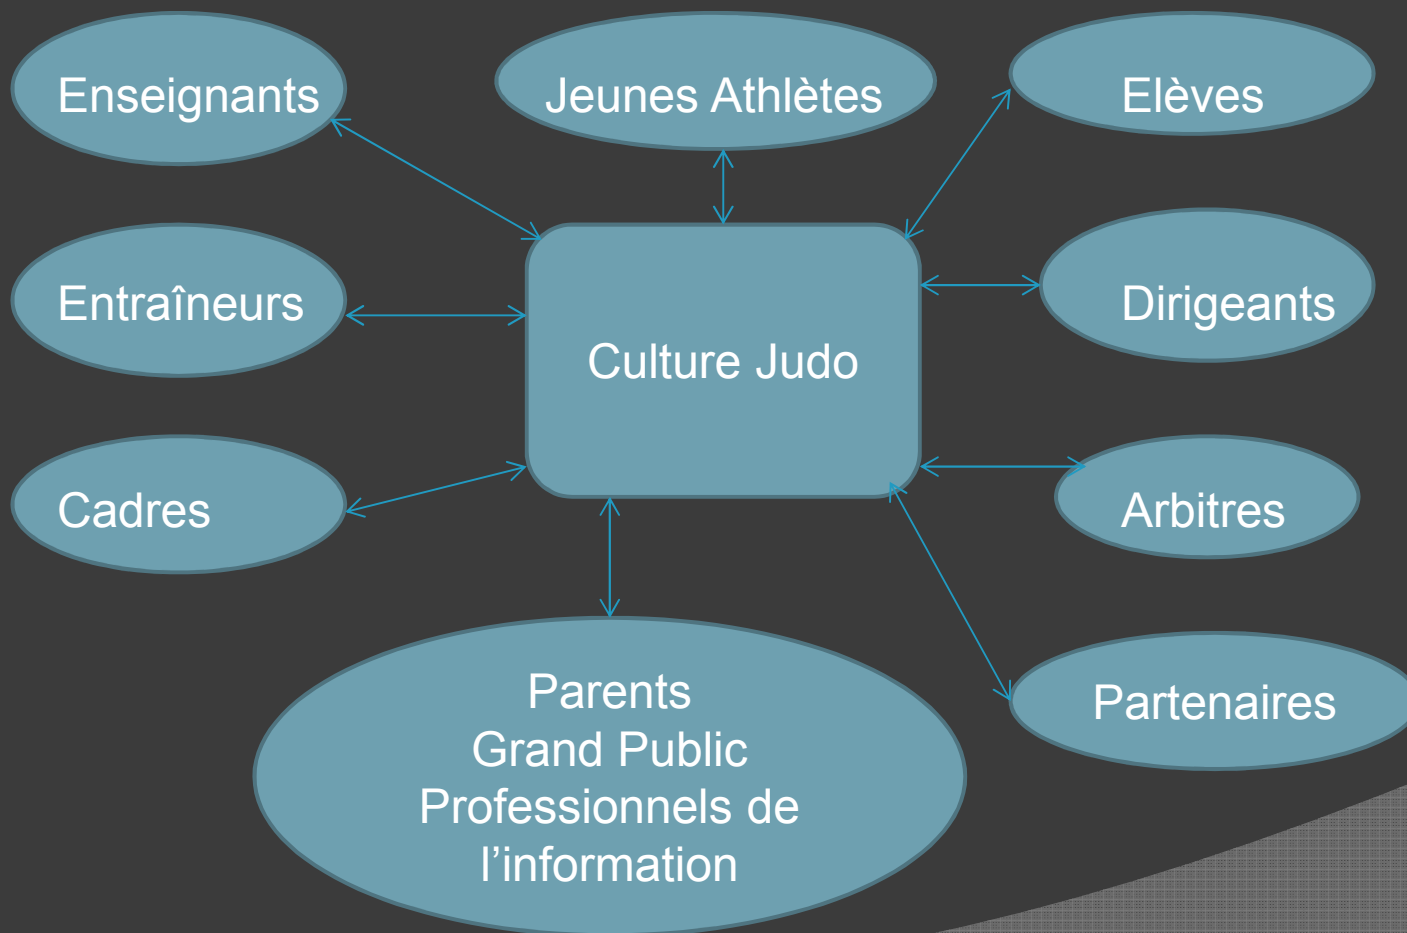 Enseignants
Jeunes Athlètes
Elèves
Entraîneurs
Dirigeants
Culture Judo
Cadres
Arbitres
Parents
Grand Public
Professionnels de
l’information
Partenaires